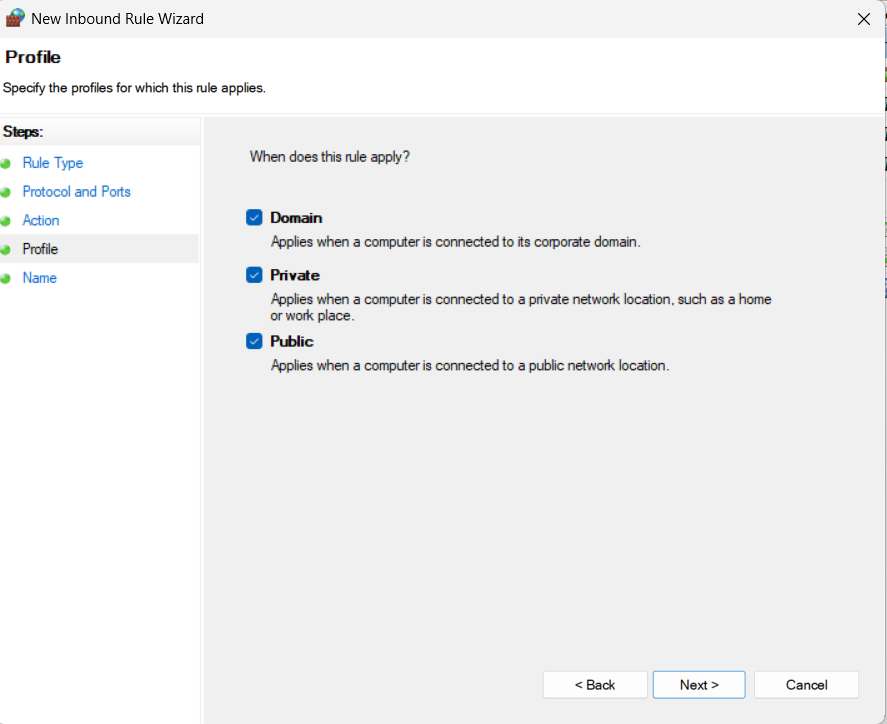 New Inbound Rule Wizard
Profile
Specify the profiles for which this rule applies.
Steps:
Rule Type
Protocol and Ports
Action
Profile
Name
When does this rule apply?
Domain
Applies when a computer is connected to its corporate domain.
Private
Applies when a computer is connected to a private network location, such as a home
or work place.
Public
Applies when a computer is connected to a public network location.
< Back
Next >
Cancel